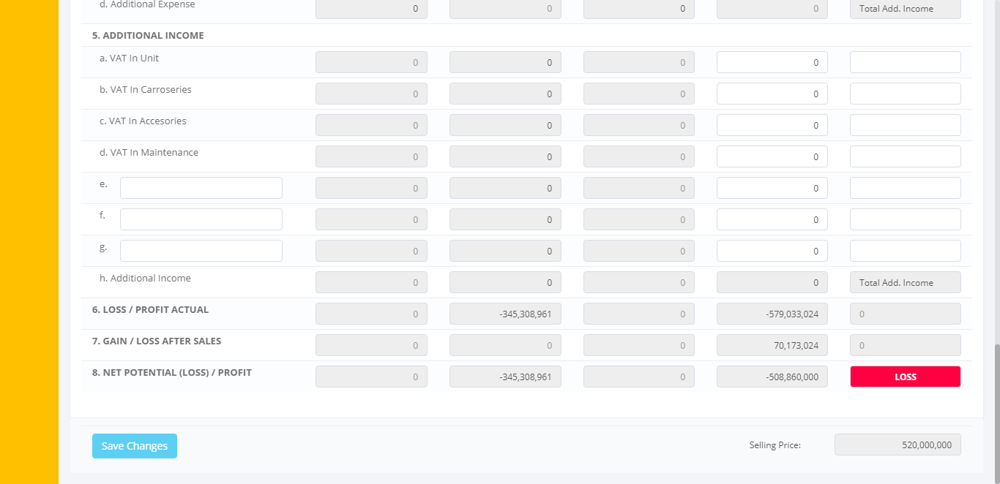 d. Additional Expense 0 0 0 0 Total Add. Income
5. ADDITIONAL INCOME
a. VAT In Unit 0 0 0 0
b. VAT In Carroseries 0 0 0 0
c. VAT In Accesories 0 0 0 0
d. VAT In Maintenance 0 0 0 0
e. 0 0 0 0
f. 0 0 0 0
g. 0 0 0 0
h. Additional Income 0 0 0 0 Total Add. Income
6. LOSS / PROFIT ACTUAL 0 -345,308,961 0 -579,033,024 0
7. GAIN / LOSS AFTER SALES 0 0 0 70,173,024 0
8. NET POTENTIAL (LOSS) / PROFIT 0 -345,308,961 0 -508,860,000 LOSS
Save Changes Selling Price: 520,000,000